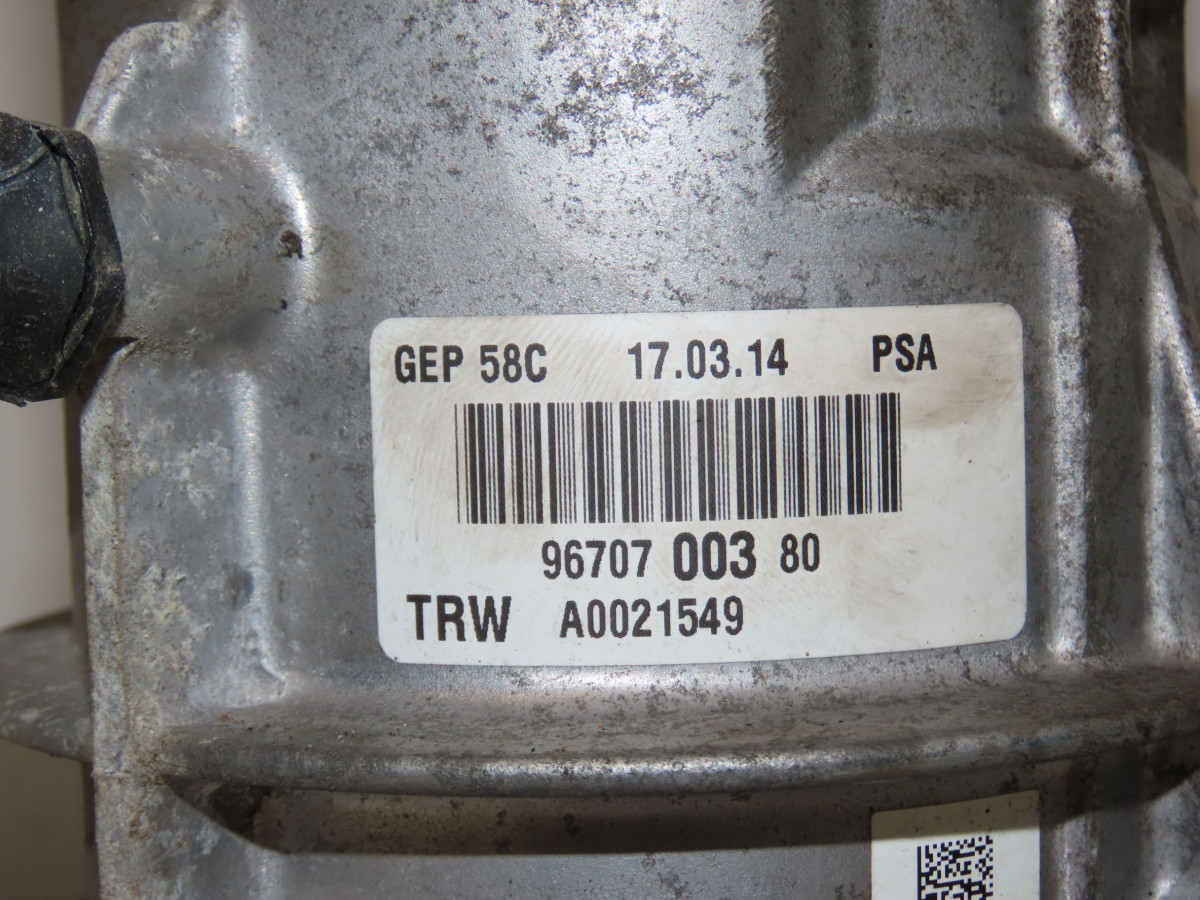 GEP 58C 17.03.14 PSA
96707 003 80
TRW A0021549